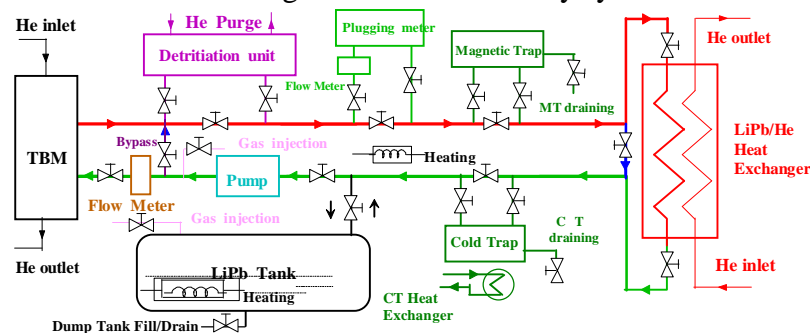 He Purge
He inlet
Detritiation unit
Plugging meter
Flow Meter
Magnetic Trap
MT draining
He outlet
TBM
Bypass
Gas injection
Heating
LiPb/He
Heat
Exchanger
Pump
Flow Meter
Gas injection
C T
draining
Cold Trap
He outlet
LiPb Tank
Heating
He inlet
CT Heat
Exchanger
Dump Tank Fill/Drain